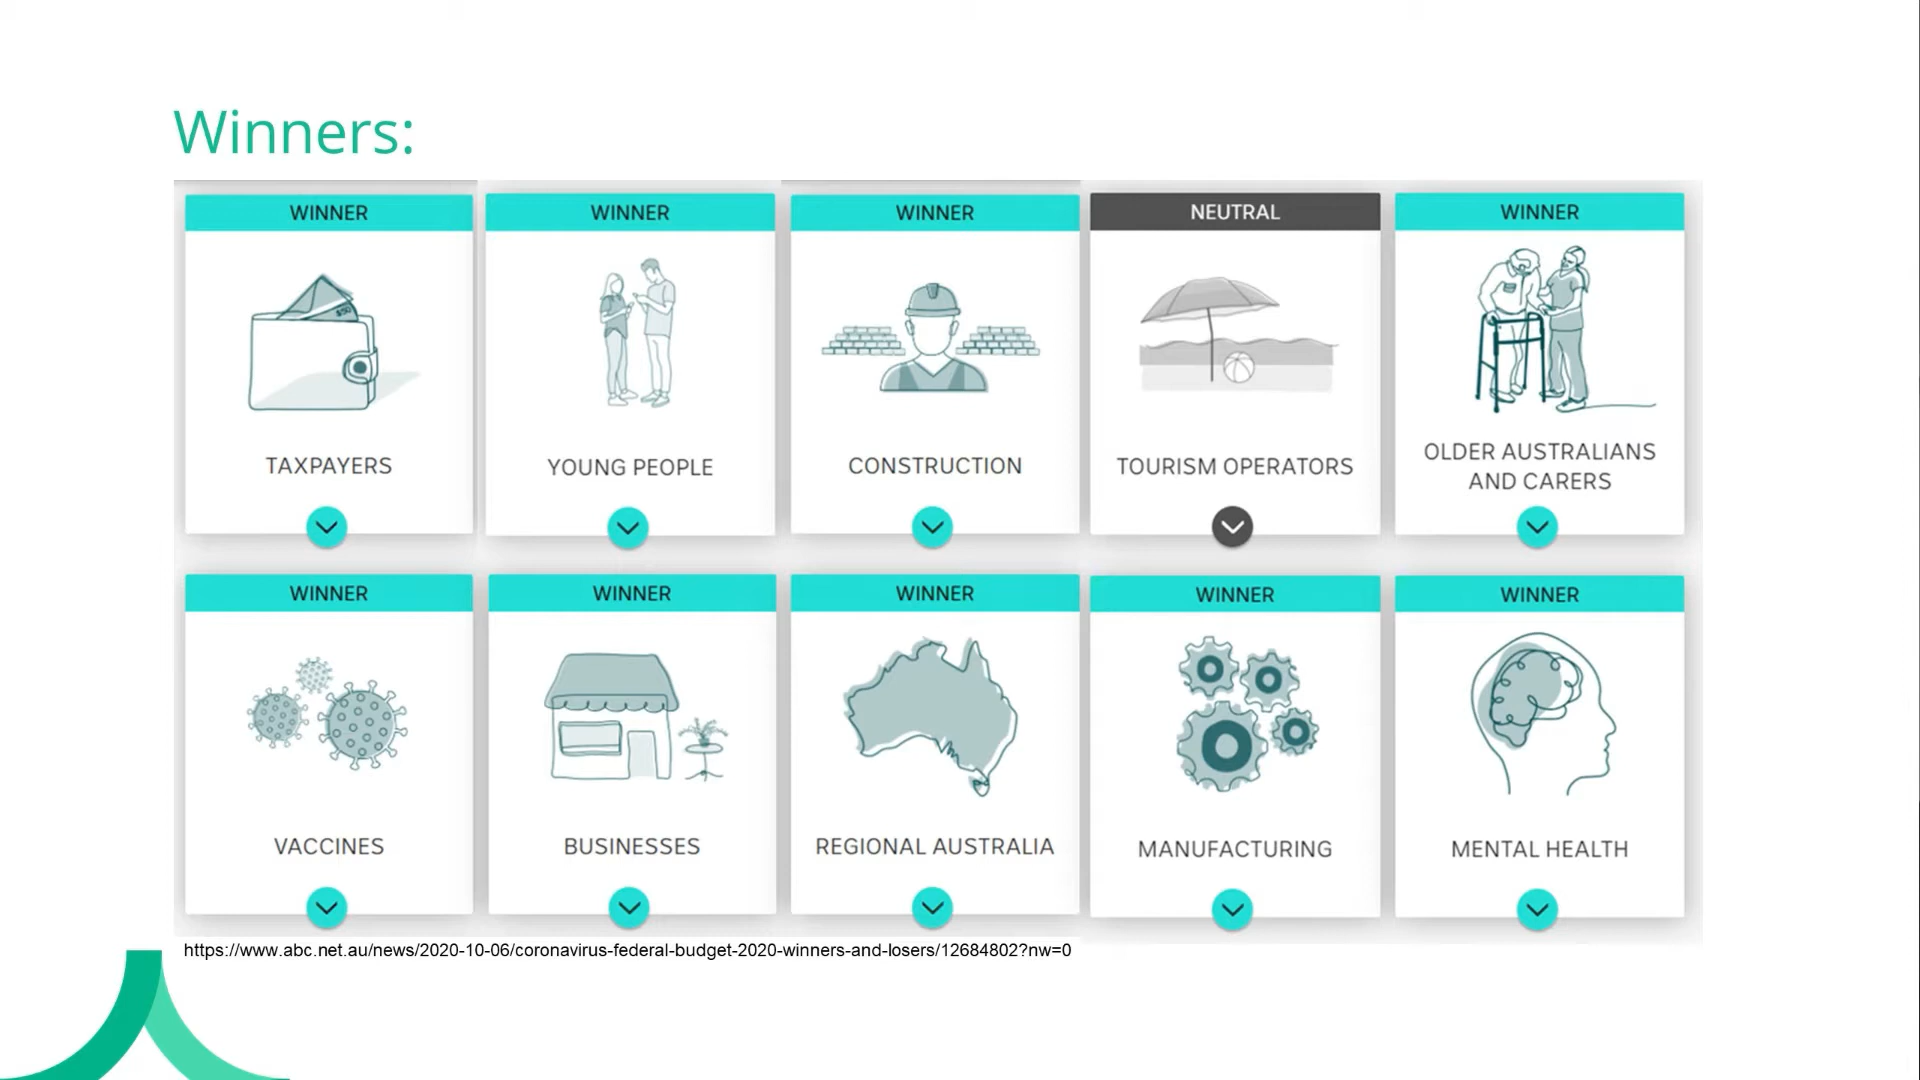 Winners:
WINNER
WINNER
WINNER
NEUTRAL
WINNER
$50
TAXPAYERS
YOUNG PEOPLE
CONSTRUCTION
TOURISM OPERATORS
OLDER AUSTRALIANS
AND CARERS
WINNER
WINNER
WINNER
WINNER
WINNER
VACCINES
BUSINESSES
REGIONAL AUSTRALIA
MANUFACTURING
MENTAL HEALTH
https://www.abc.net.au/news/2020-10-06/coronavirus-federal-budget-2020-winners-and-losers/12684802?nw=0